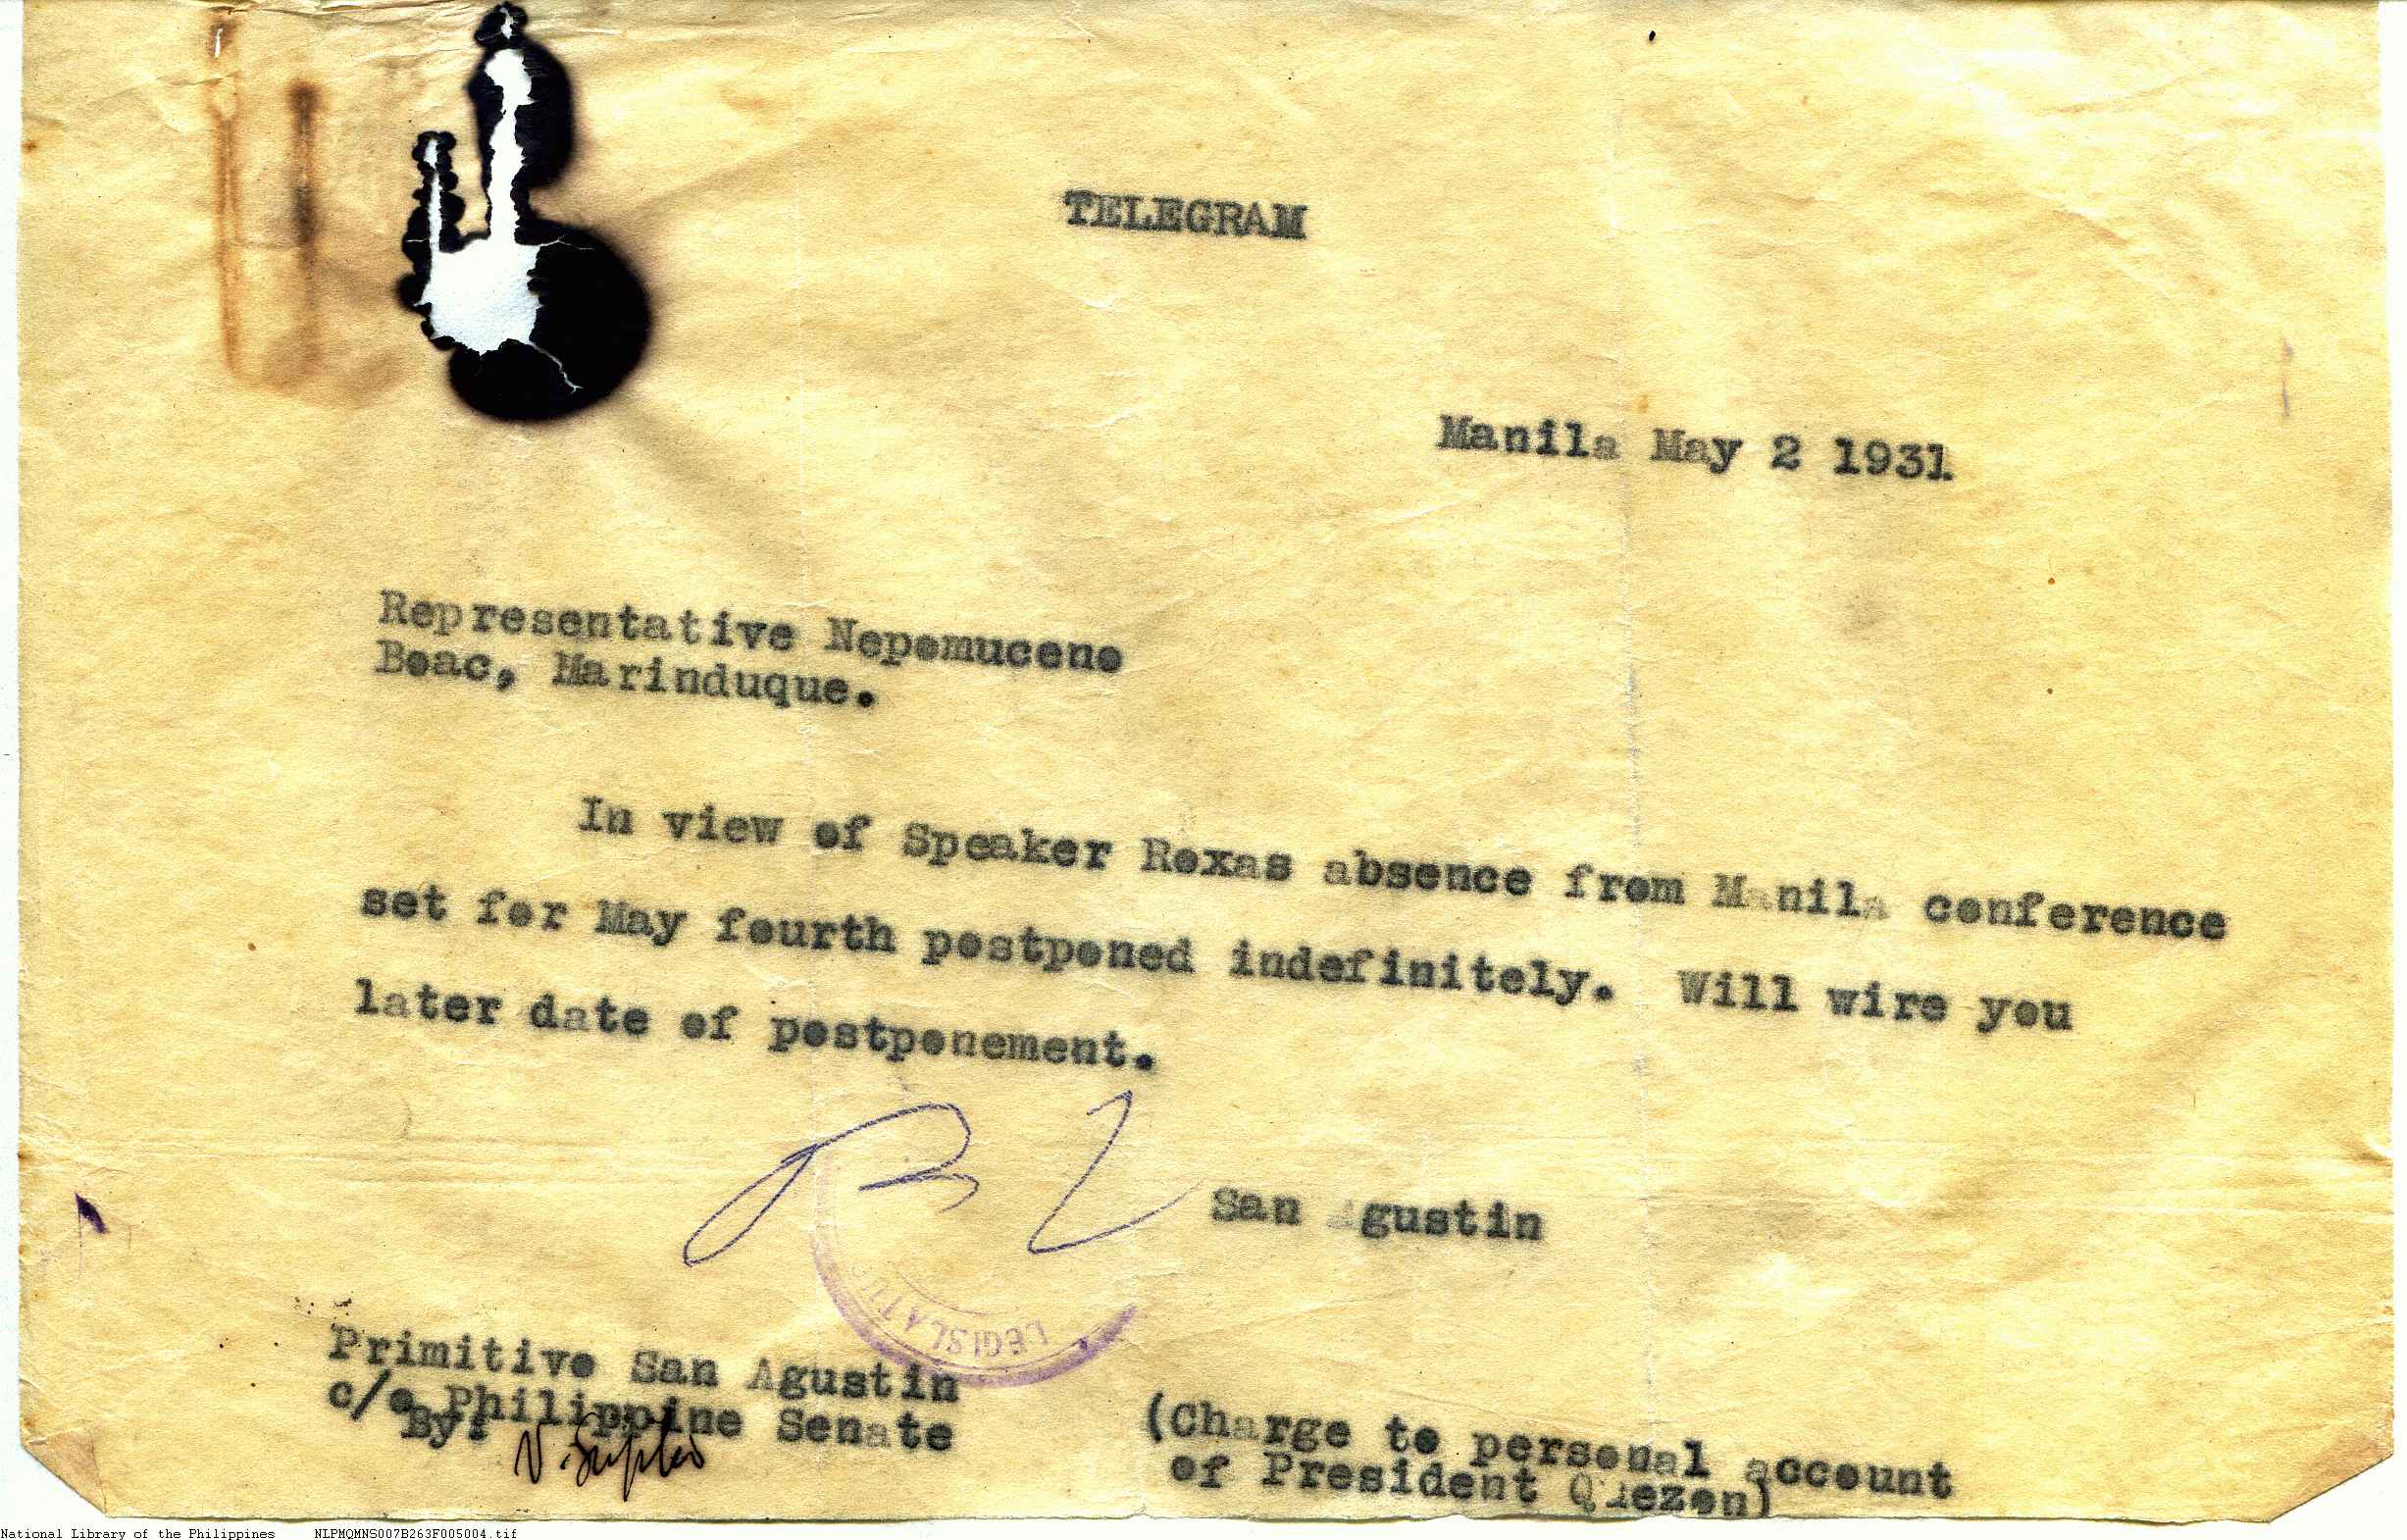 TELEGRAM
Manila May 2 1931
Representative Nepomuceno
Boac, Marinduque.
In view of Speaker Roxas absence from Manila conference
set for May fourth postponed indefinitely. Will wire you
later date of postponement.
San Agustin
LEGISLATI
Primitivo San Agustin
c/o Philippine Senate
By:
(Charge to personal account
of President Quezon)
National Library of the Philippines NLPMQMNS007B263F005004.tif